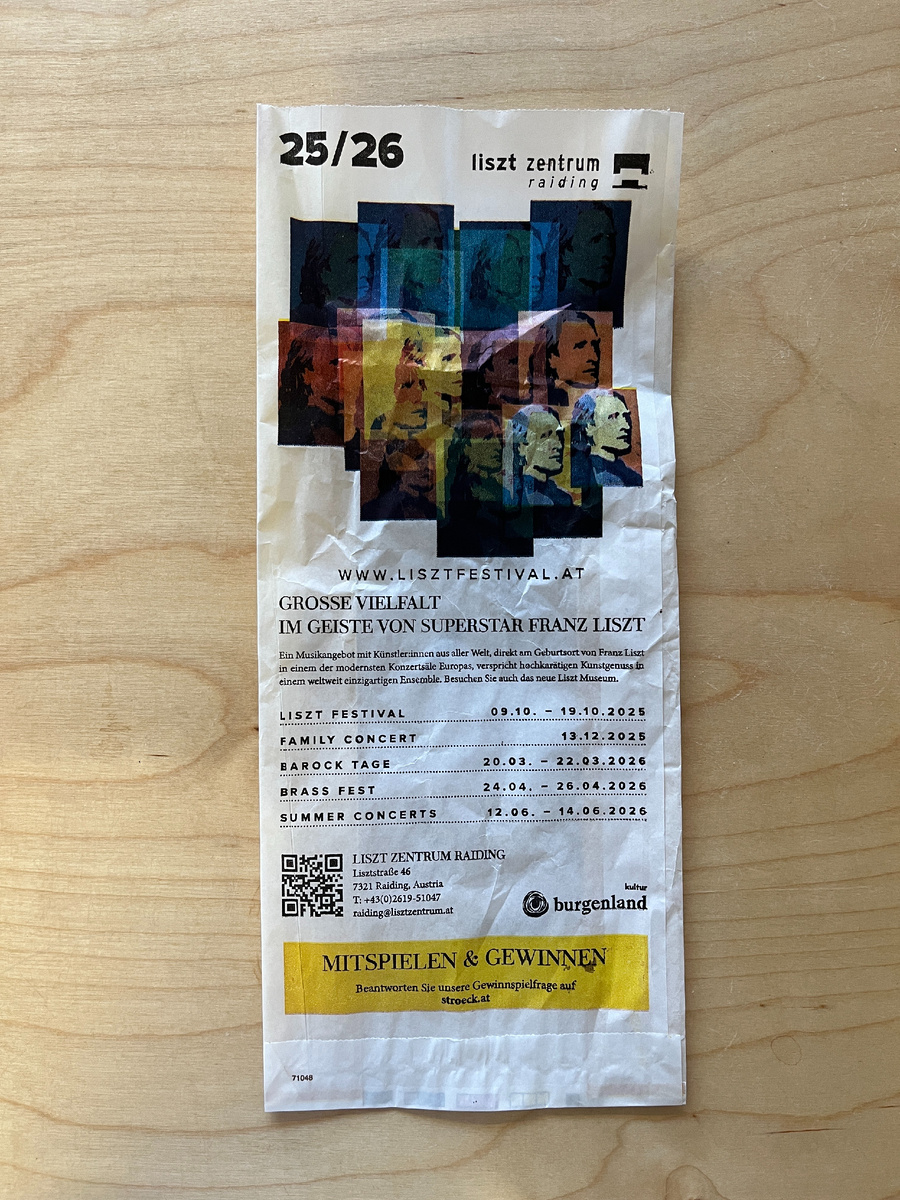 25/26
liszt zentrum
raiding
WWW.LISZTFESTIVAL.AT
GROSSE VIELFALT
IM GEISTE VON SUPERSTAR FRANZ LISZT
Ein Musikangebot mit Künstler:innen aus aller Welt, direkt am Geburtsort von Franz Liszt
in einem der modernsten Konzertsäle Europas, verspricht hochkarätigen Kunstgenuss in
einem weltweit einzigartigen Ensemble. Besuchen Sie auch das neue Liszt Museum.
LISZT FESTIVAL 09.10. – 19.10.2025
FAMILY CONCERT 13.12.2025
BAROCK TAGE 20.03. – 22.03.2026
BRASS FEST 24.04. – 26.04.2026
SUMMER CONCERTS 12.06. – 14.06.2026
LISZT ZENTRUM RAIDING
Lisztstraße 46
7321 Raiding, Austria
T: +43(0)2619-51047
raiding@lisztzentrum.at
kultur
burgenland
MITSPIELEN & GEWINNEN
Beantworten Sie unsere Gewinnspielfrage auf
stroeck.at
71048